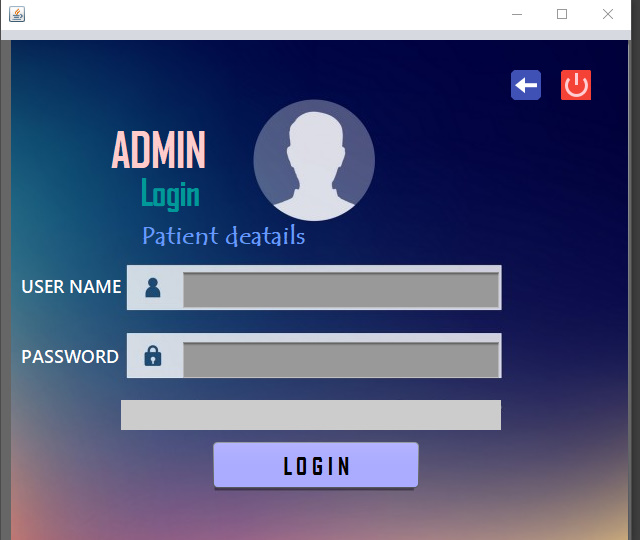 ADMIN
Login
Patient deatails
USER NAME
PASSWORD
LOGIN